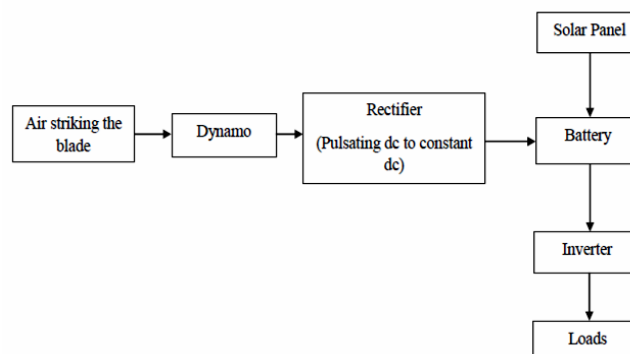 Solar Panel
Air striking the
blade
Dynamo
Rectifier
(Pulsating dc to constant
dc)
Battery
Inverter
Loads